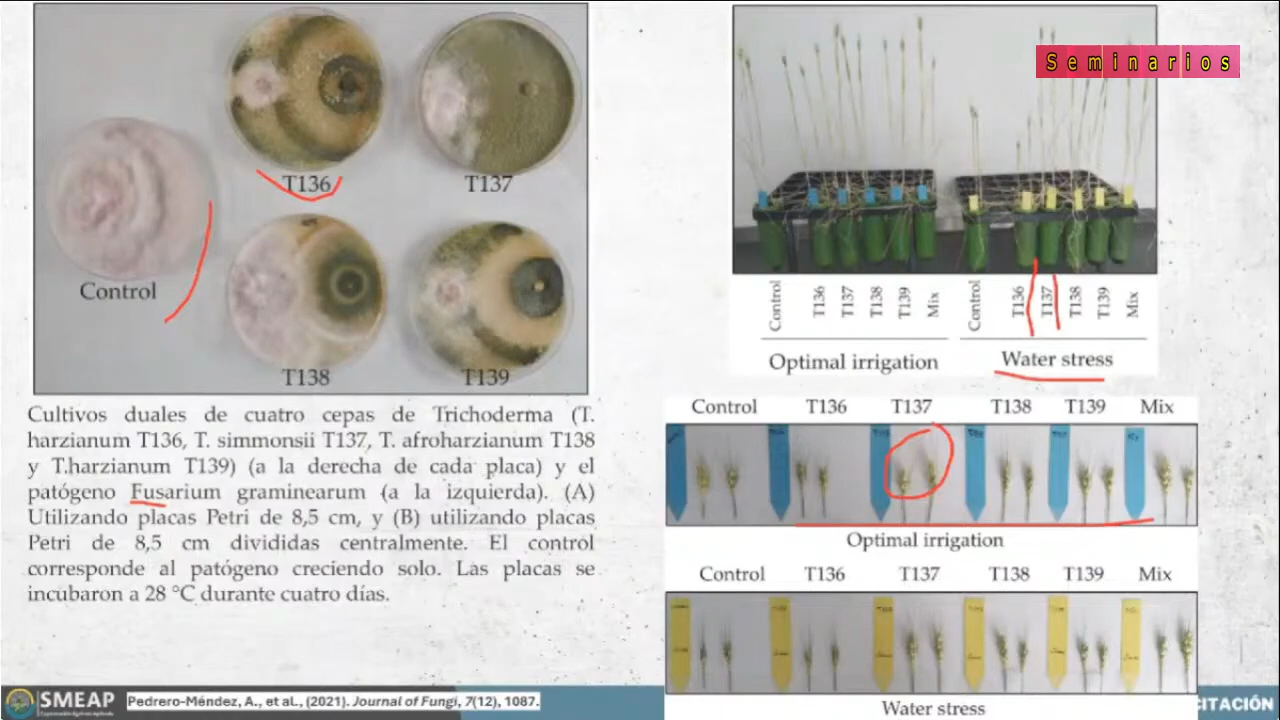 Seminarios
T136
T137
Control
T138
T139
Cultivos duales de cuatro cepas de Trichoderma (T.
harzianum T136, T. simmonsii T137, T. afroharzianum T138
y T.harzianum T139) (a la derecha de cada placa) y el
patógeno Fusarium graminearum (a la izquierda). (A)
Utilizando placas Petri de 8,5 cm, y (B) utilizando placas
Petri de 8,5 cm divididas centralmente. El control
corresponde al patógeno creciendo solo. Las placas se
incubaron a 28 °C durante cuatro días.
Control T136 T137 T138 T139 Mix Control T136 T137 T138 T139 Mix
Optimal irrigation Water stress
Control T136 T137 T138 T139 Mix
Optimal irrigation
Control T136 T137 T138 T139 Mix
Water stress
SMEAP
Pedrero-Méndez, A., et al., (2021). Journal of Fungi, 7(12), 1087.
CITACIÓN